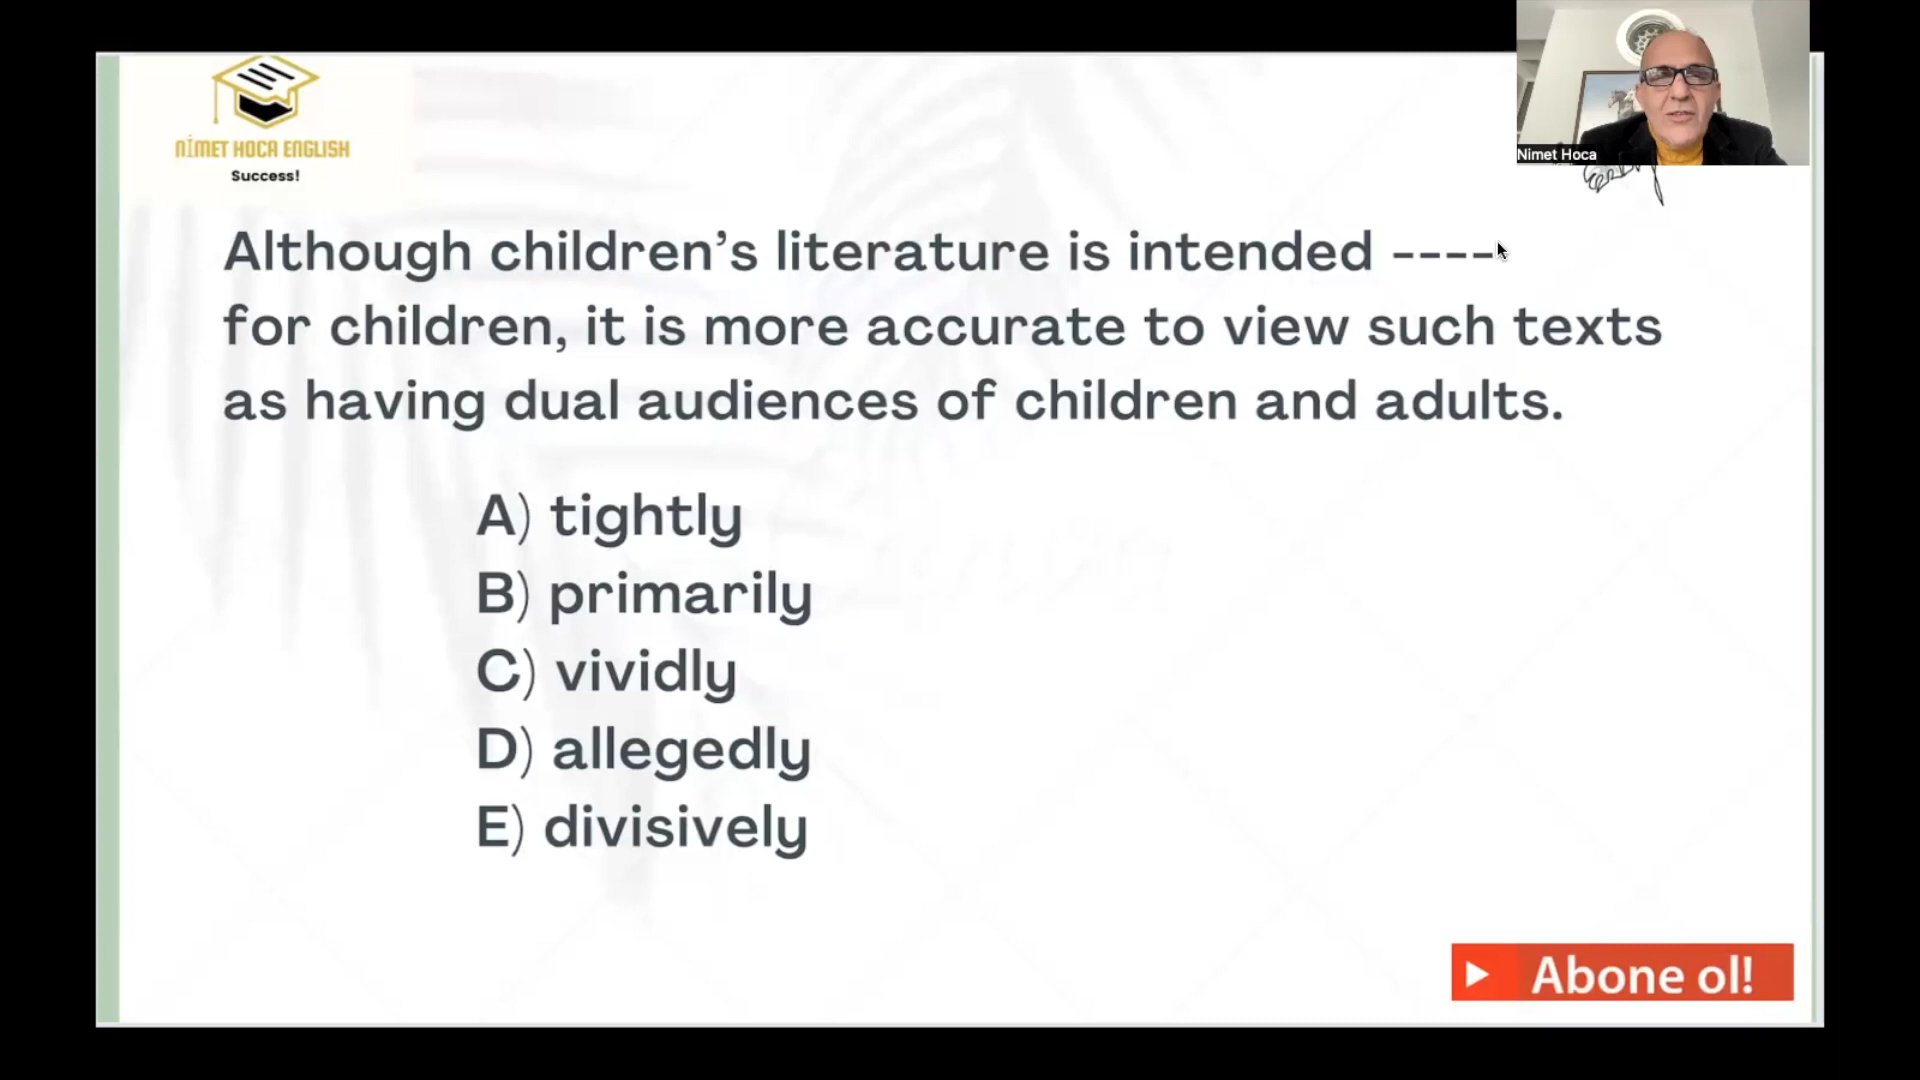 NİMET HOCA ENGLISH
Success!
Nimet Hoca
Although children’s literature is intended ----
for children, it is more accurate to view such texts
as having dual audiences of children and adults.
A) tightly
B) primarily
C) vividly
D) allegedly
E) divisively
Abone ol!